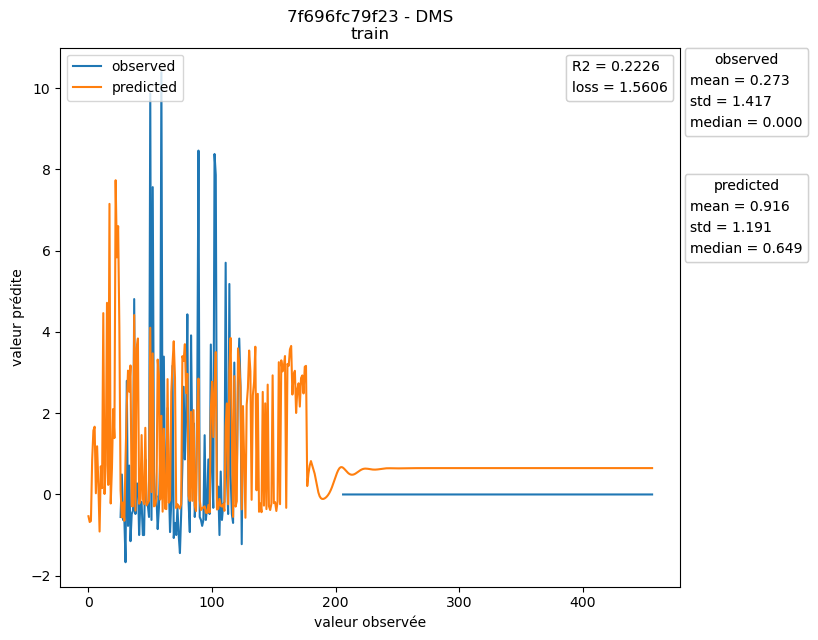 7f696fc79f23 - DMS
train
observed
predicted
R2 = 0.2226
loss = 1.5606
observed
mean = 0.273
std = 1.417
median = 0.000
predicted
mean = 0.916
std = 1.191
median = 0.649
valeur prédite
10
8
6
4
2
0
−2
0
100
200
300
400
valeur observée